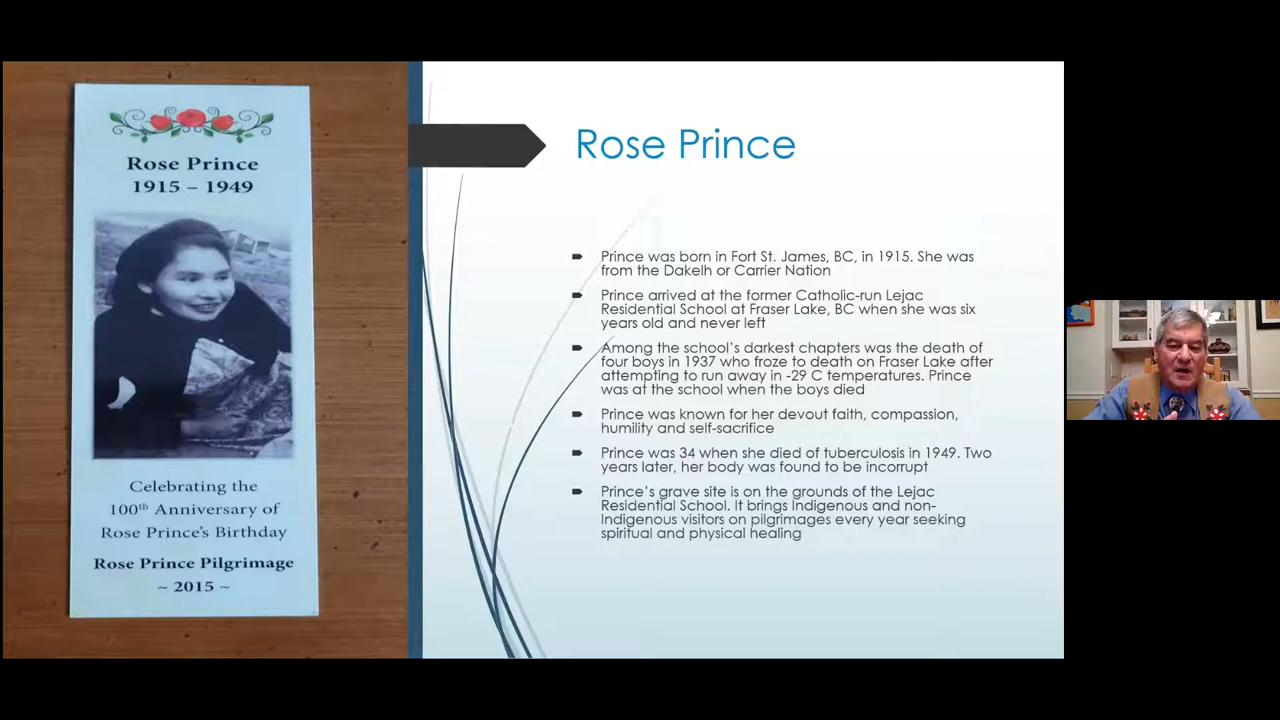 Rose Prince
1915 – 1949
Celebrating the
100th Anniversary of
Rose Prince's Birthday
Rose Prince Pilgrimage
~ 2015 ~
Rose Prince
Prince was born in Fort St. James, BC, in 1915. She was
from the Dakelh or Carrier Nation
Prince arrived at the former Catholic-run Lejac
Residential School at Fraser Lake, BC when she was six
years old and never left
Among the school's darkest chapters was the death of
four boys in 1937 who froze to death on Fraser Lake after
attempting to run away in -29 C temperatures. Prince
was at the school when the boys died
Prince was known for her devout faith, compassion,
humility and self-sacrifice
Prince was 34 when she died of tuberculosis in 1949. Two
years later, her body was found to be incorrupt
Prince's grave site is on the grounds of the Lejac
Residential School. It brings Indigenous and non-
Indigenous visitors on pilgrimages every year seeking
spiritual and physical healing